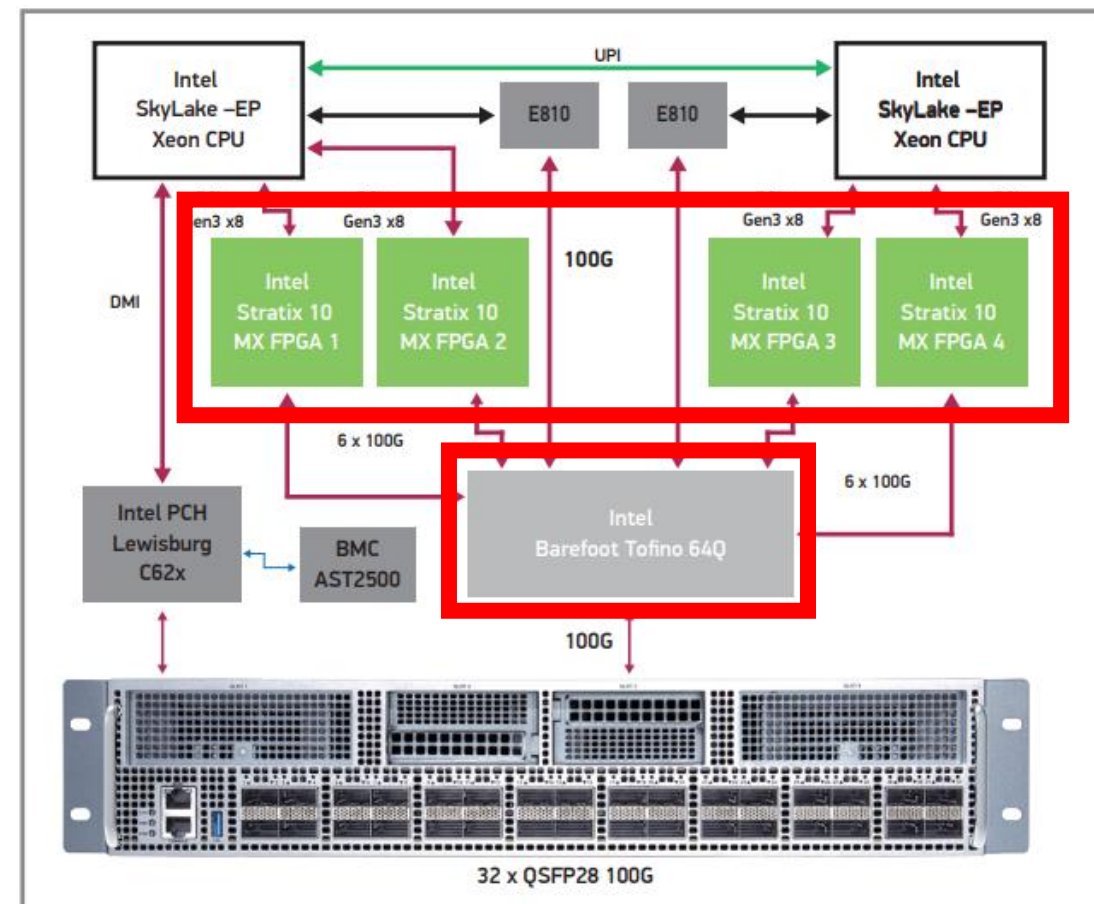 UPI
Intel
SkyLake –EP
Xeon CPU
E810
E810
Intel
SkyLake –EP
Xeon CPU
en3 x8
Gen3 x8
Gen3 x8
Gen3 x8
100G
DMI
Intel
Stratix 10
MX FPGA 1
Intel
Stratix 10
MX FPGA 2
Intel
Stratix 10
MX FPGA 3
Intel
Stratix 10
MX FPGA 4
6 x 100G
6 x 100G
Intel PCH
Lewisburg
C62x
BMC
AST2500
Intel
Barefoot Tofino 64Q
100G
32 x QSFP28 100G